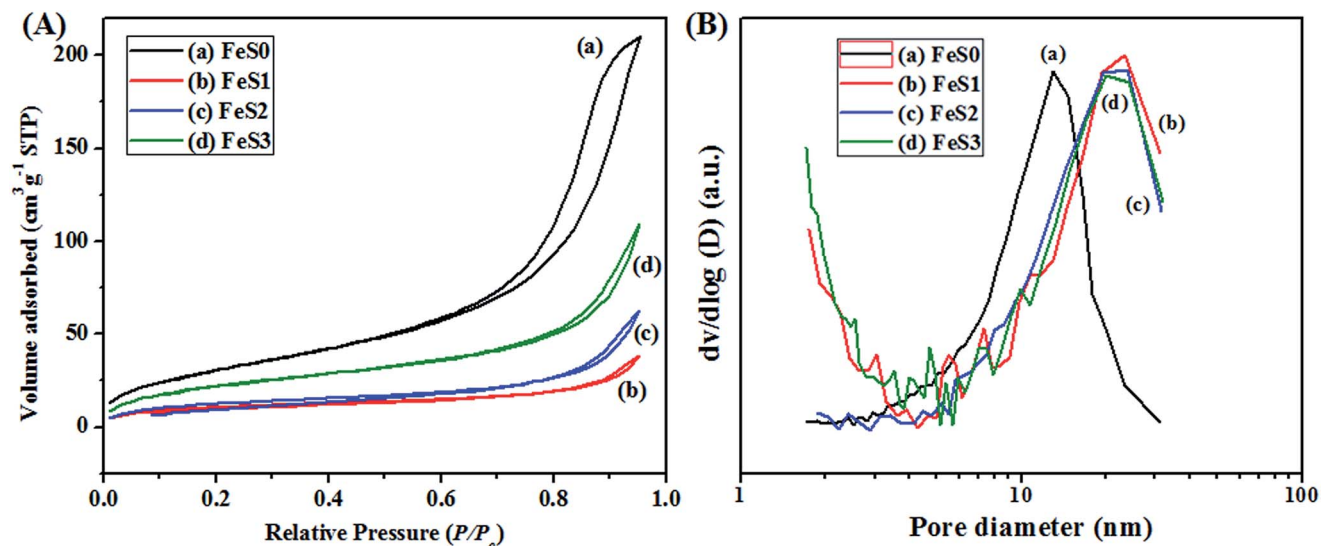 (A)
(a) FeS0
(b) FeS1
(c) FeS2
(d) FeS3
(a)
(d)
(c)
(b)
200
150
100
50
0
Volume adsorbed (cm³ g⁻¹ STP)
0.0 0.2 0.4 0.6 0.8 1.0
Relative Pressure (P/Pₒ)
(B)
(a) FeS0
(b) FeS1
(c) FeS2
(d) FeS3
(a)
(d)
(b)
(c)
dv/dlog (D) (a.u.)
1 10 100
Pore diameter (nm)